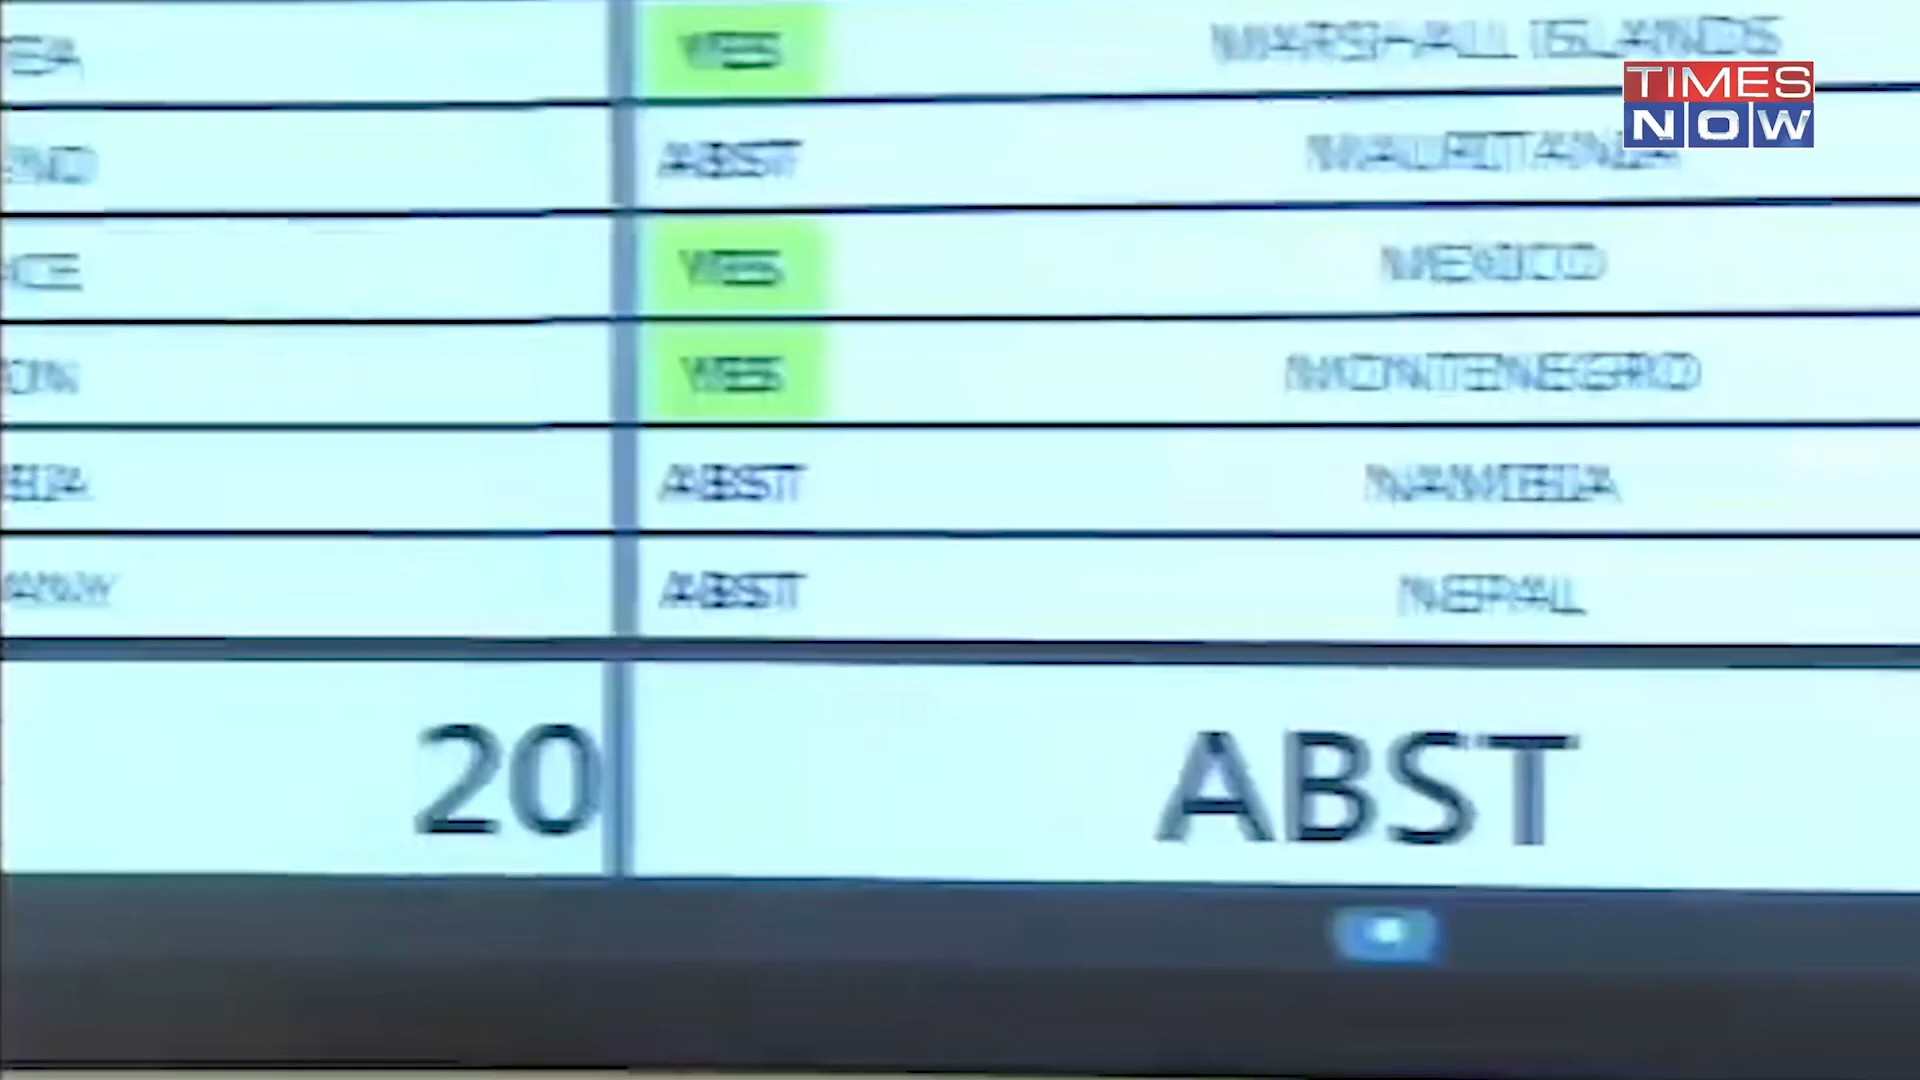 YES MARSHALL ISLANDS
TIMES
NOW
ABST MAURITANIA
YES MEXICO
YES MONTENEGRO
ABST NAMIBIA
ABST NEPAL
20 ABST